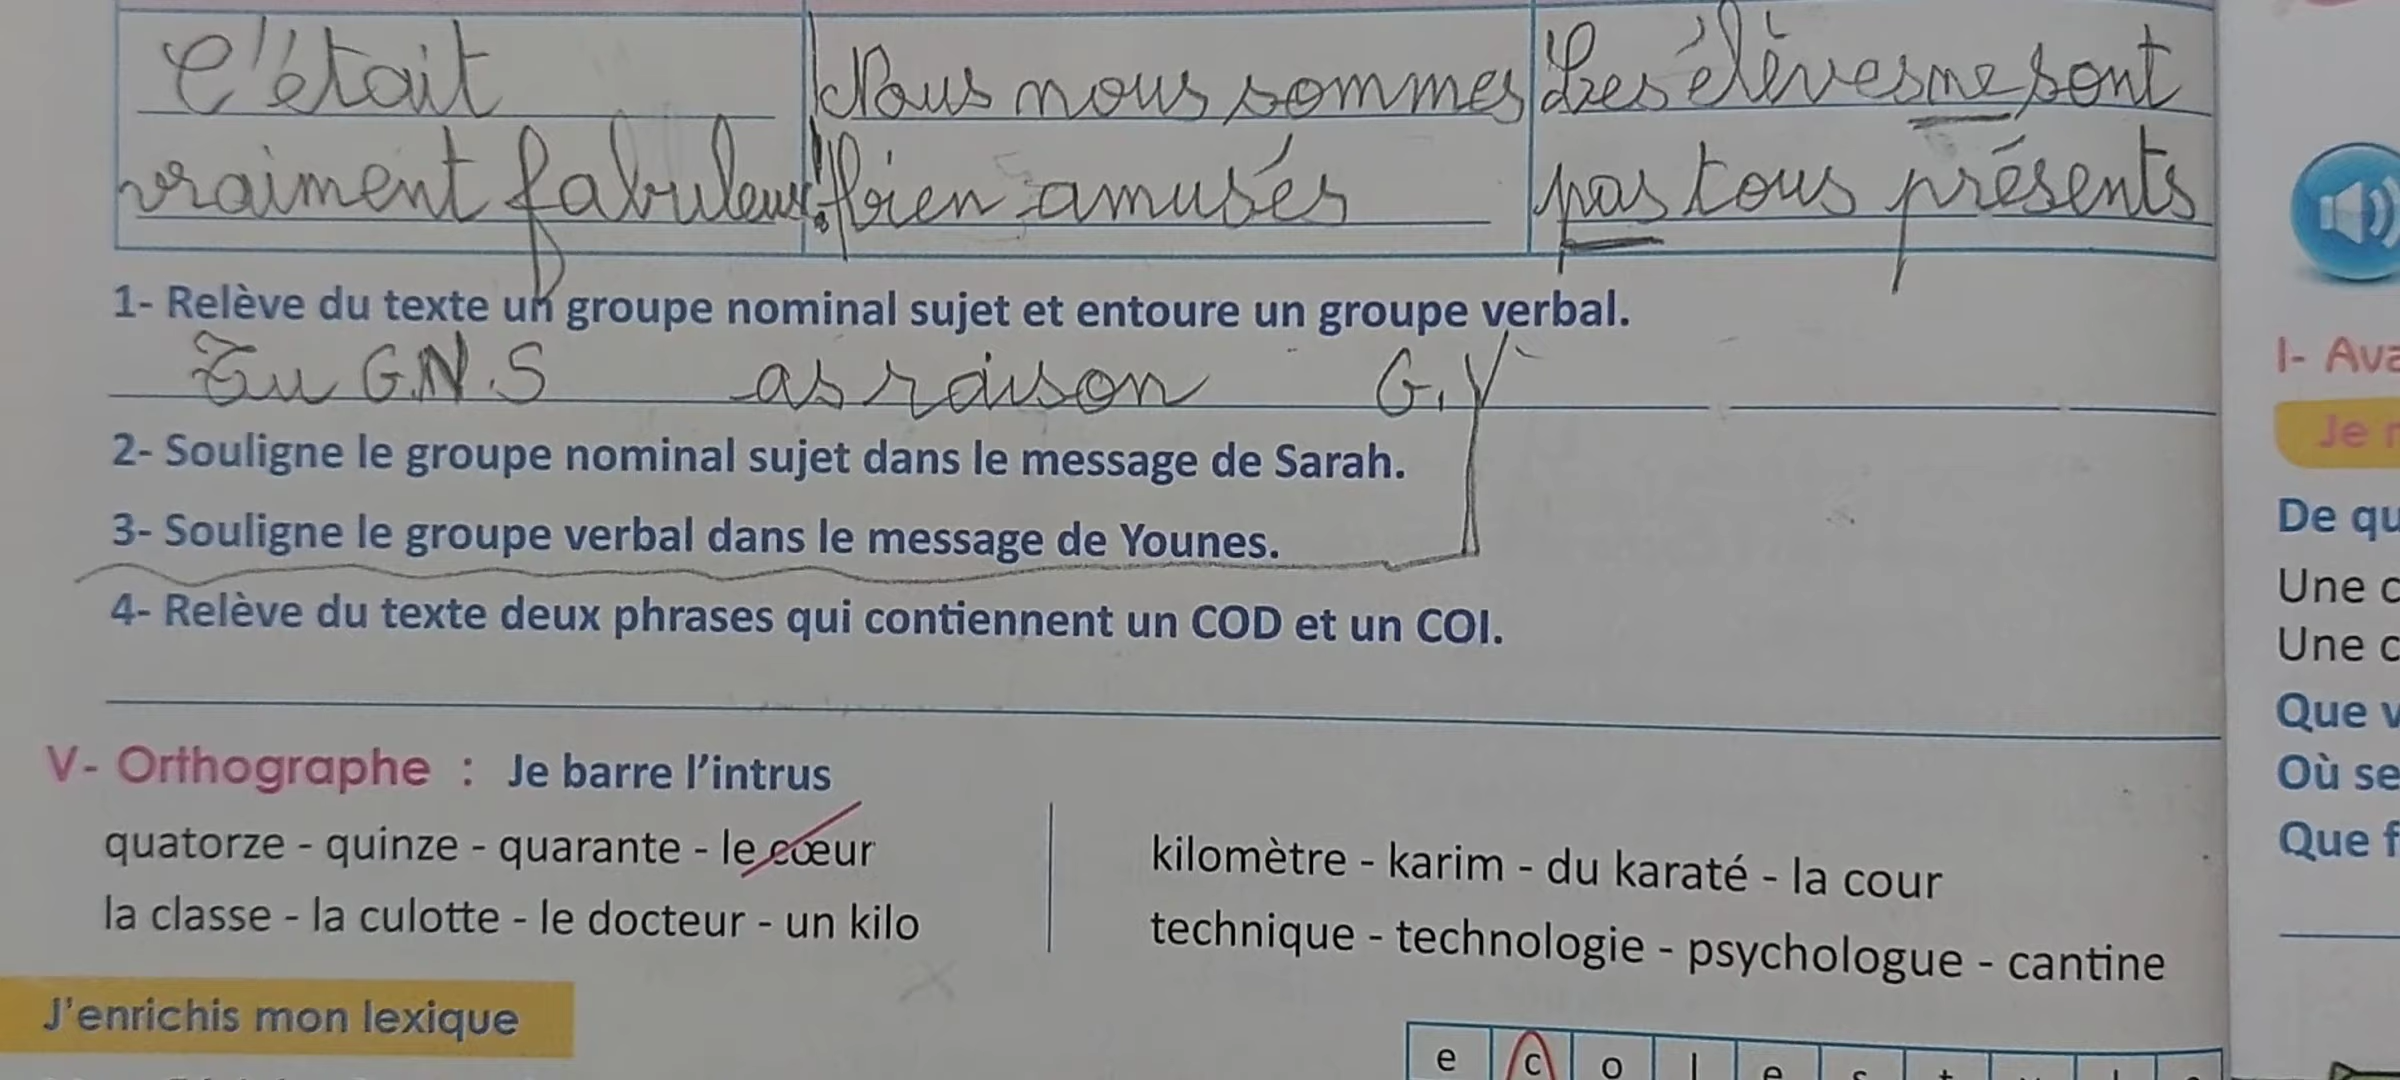 C'était
vraiment fabuleux!
Nous nous sommes
bien amusés
Les élèves ne sont
pas tous présents
1- Relève du texte un groupe nominal sujet et entoure un groupe verbal.
Tu G.N.S as raison G.V
2- Souligne le groupe nominal sujet dans le message de Sarah.
3- Souligne le groupe verbal dans le message de Younes.
4- Relève du texte deux phrases qui contiennent un COD et un COI.
V- Orthographe : Je barre l'intrus
quatorze - quinze - quarante - le cœur
la classe - la culotte - le docteur - un kilo
kilomètre - karim - du karaté - la cour
technique - technologie - psychologue - cantine
J'enrichis mon lexique
e c o l e
I- Ava
Je
De qu
Une c
Une c
Que v
Où se
Que f